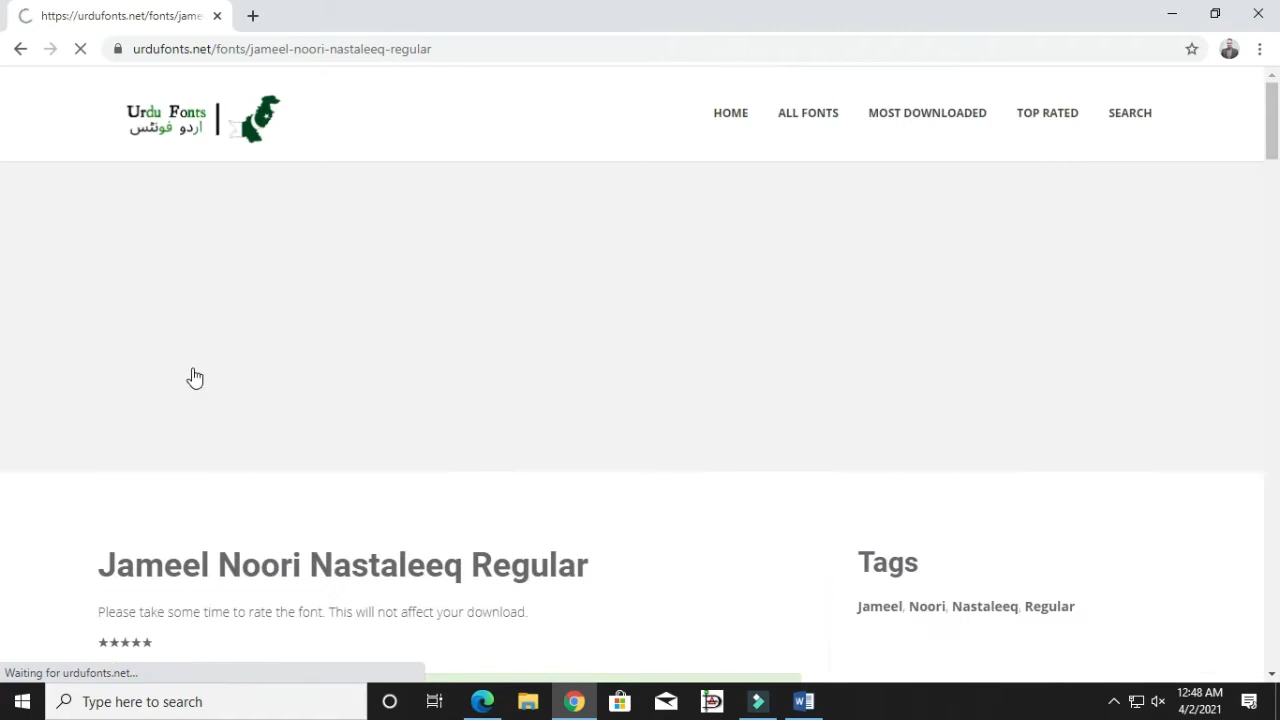 https://urdufonts.net/fonts/jame
urdufonts.net/fonts/jameel-noori-nastaleeq-regular
Urdu Fonts
اردو فونٹس
HOME ALL FONTS MOST DOWNLOADED TOP RATED SEARCH
Jameel Noori Nastaleeq Regular
Please take some time to rate the font. This will not affect your download.
★★★★★
Tags
Jameel, Noori, Nastaleeq, Regular
Waiting for urdufonts.net...
Type here to search
12:48 AM
4/2/2021